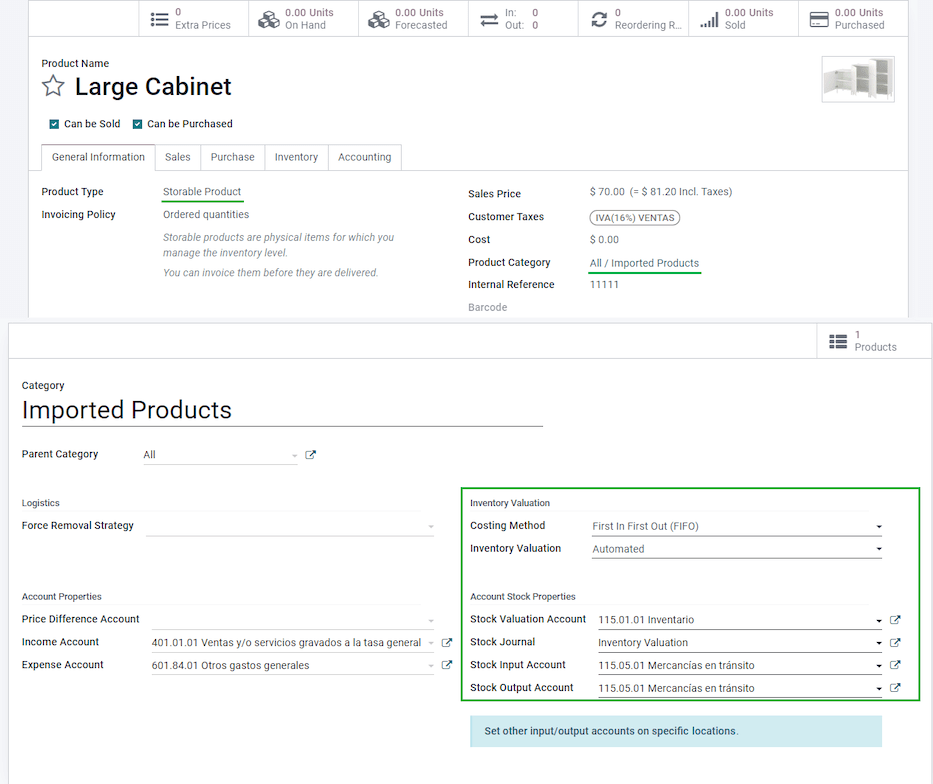 0
Extra Prices
0.00 Units
On Hand
0.00 Units
Forecasted
In: 0
Out: 0
0
Reordering R...
0.00 Units
Sold
0.00 Units
Purchased
Product Name
Large Cabinet
Can be Sold Can be Purchased
General Information Sales Purchase Inventory Accounting
Product Type Storable Product
Invoicing Policy Ordered quantities
Storable products are physical items for which you
manage the inventory level.
You can invoice them before they are delivered.
Sales Price $ 70.00 (= $ 81.20 Incl. Taxes)
Customer Taxes IVA(16%) VENTAS
Cost $ 0.00
Product Category All / Imported Products
Internal Reference 11111
Barcode
1
Products
Category
Imported Products
Parent Category All
Logistics
Force Removal Strategy
Inventory Valuation
Costing Method First In First Out (FIFO)
Inventory Valuation Automated
Account Properties
Price Difference Account
Income Account 401.01.01 Ventas y/o servicios gravados a la tasa general
Expense Account 601.84.01 Otros gastos generales
Account Stock Properties
Stock Valuation Account 115.01.01 Inventario
Stock Journal Inventory Valuation
Stock Input Account 115.05.01 Mercancías en tránsito
Stock Output Account 115.05.01 Mercancías en tránsito
Set other input/output accounts on specific locations.